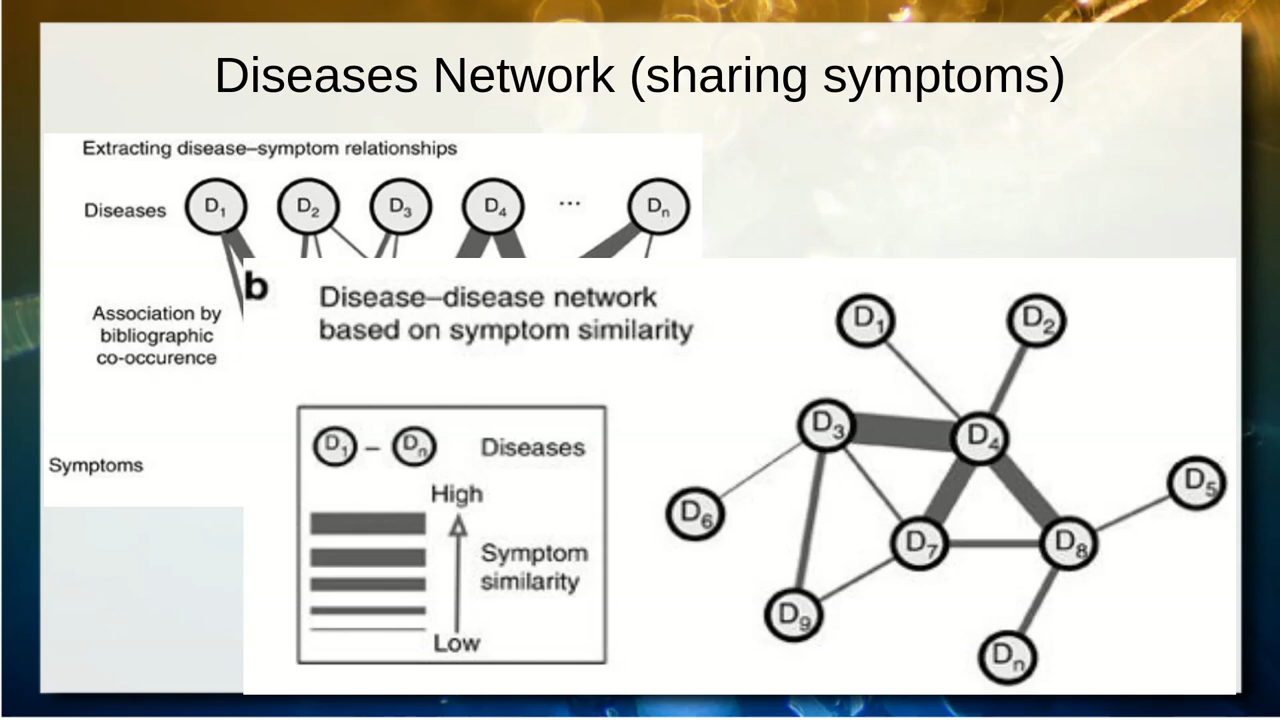 Diseases Network (sharing symptoms)
Extracting disease–symptom relationships
Diseases D1 D2 D3 D4 ... Dn
Association by
bibliographic
co-occurence
Symptoms
b
Disease–disease network
based on symptom similarity
D1 – Dn Diseases
High
Symptom
similarity
Low
D1 D2
D3 D4
D5
D6
D7 D8
D9
Dn